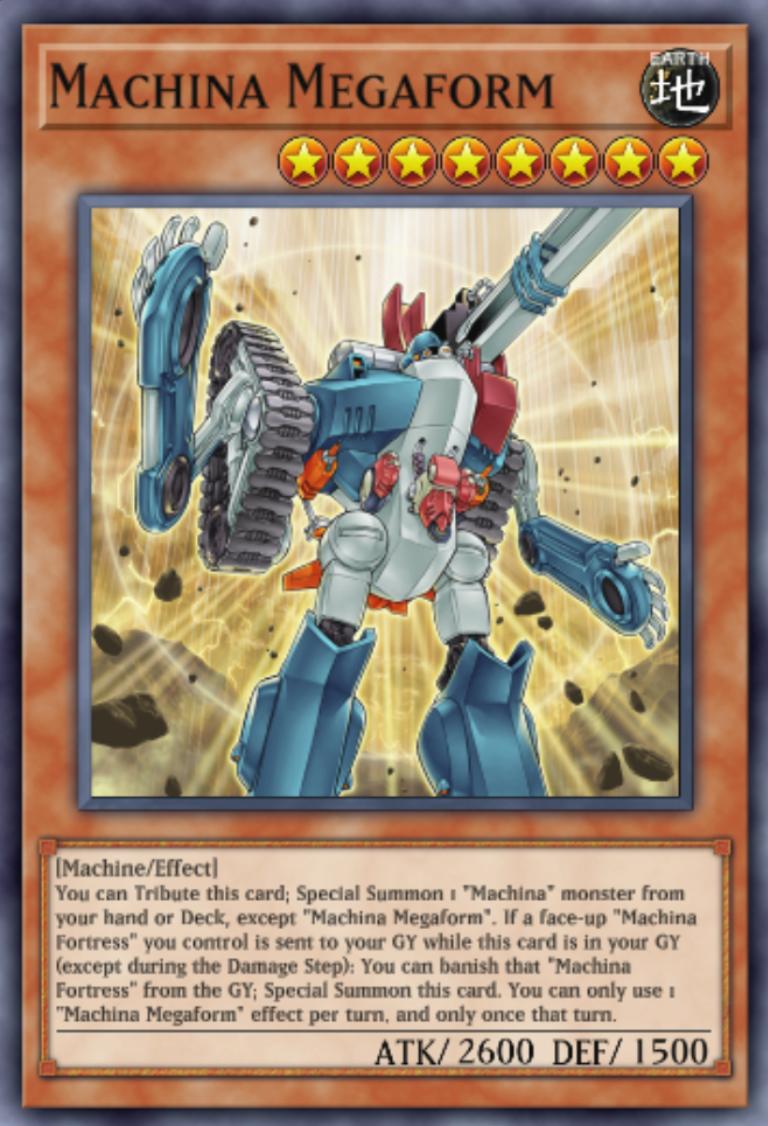 MACHINA MEGAFORM
EARTH
地
[Machine/Effect]
You can Tribute this card; Special Summon 1 "Machina" monster from
your hand or Deck, except "Machina Megaform". If a face-up "Machina
Fortress" you control is sent to your GY while this card is in your GY
(except during the Damage Step): You can banish that "Machina
Fortress" from the GY; Special Summon this card. You can only use 1
"Machina Megaform" effect per turn, and only once that turn.
ATK/ 2600 DEF/ 1500